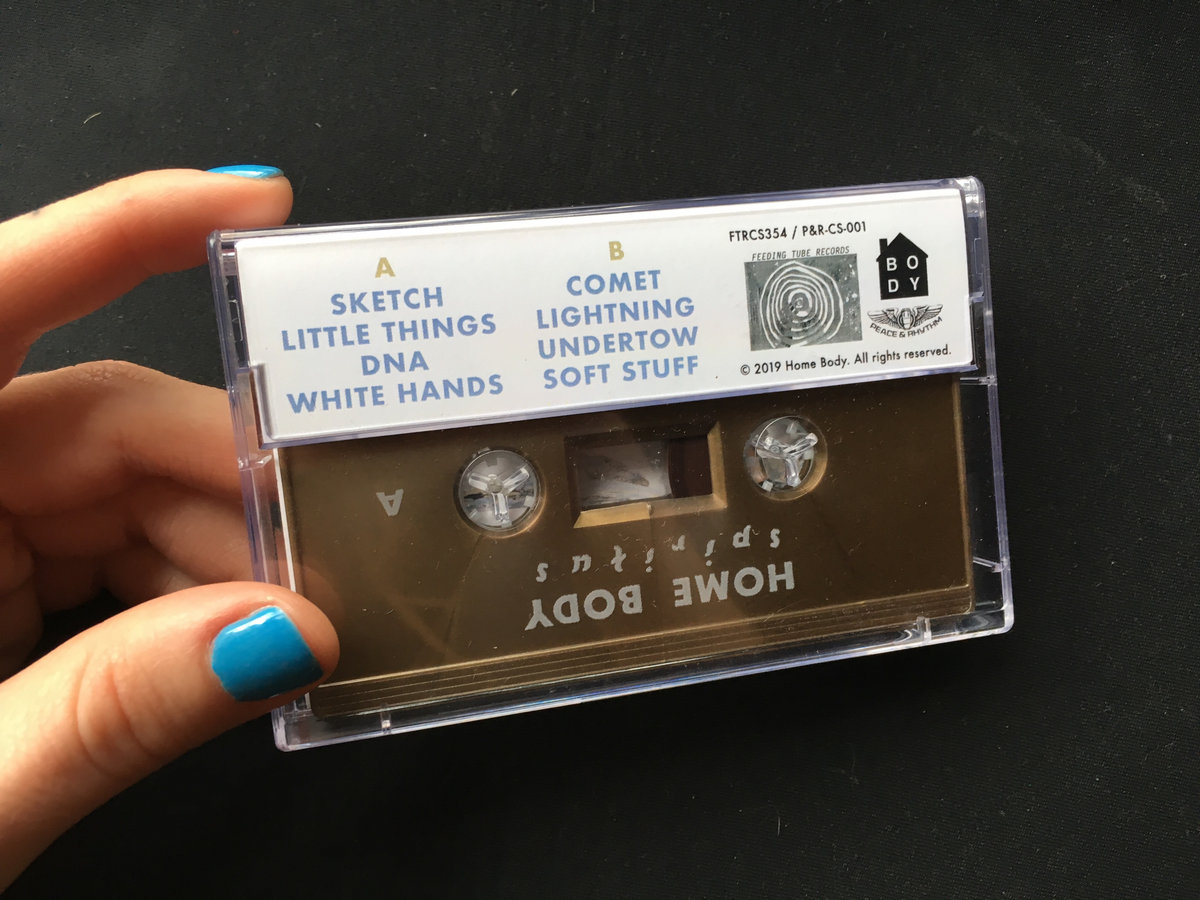 A
SKETCH
LITTLE THINGS
DNA
WHITE HANDS
B
COMET
LIGHTNING
UNDERTOW
SOFT STUFF
FTRCS354 / P&R-CS-001
FEEDING TUBE RECORDS
BO
DY
PEACE & RHYTHM
© 2019 Home Body. All rights reserved.
A
HOME BODY
spiritus